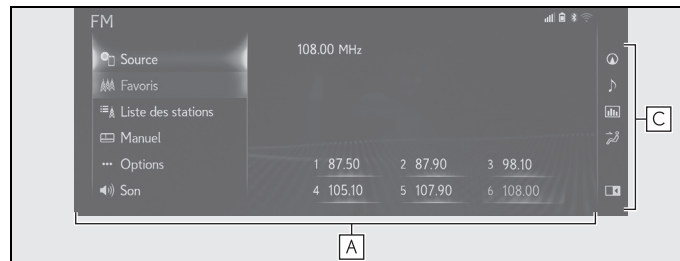 FM
108.00 MHz
Source
Favoris
Liste des stations
Manuel
Options
Son
1 87.50 2 87.90 3 98.10
4 105.10 5 107.90 6 108.00
C
A